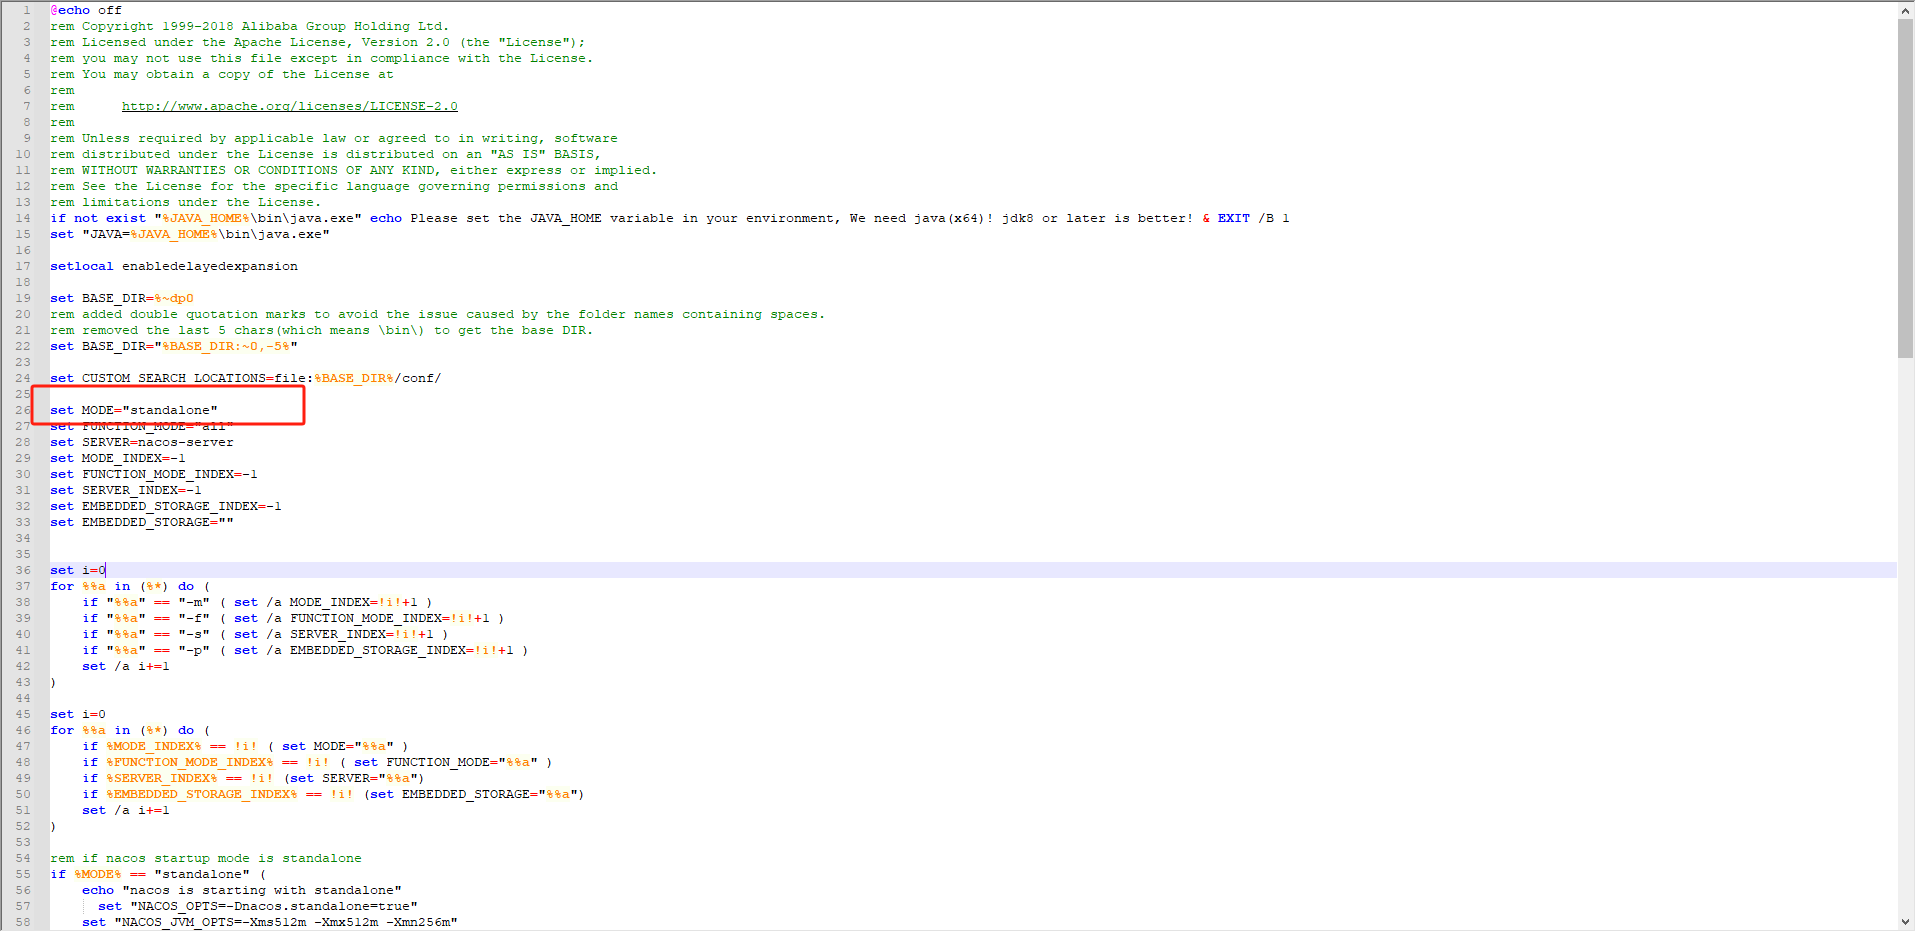 1 @echo off
2 rem Copyright 1999-2018 Alibaba Group Holding Ltd.
3 rem Licensed under the Apache License, Version 2.0 (the "License");
4 rem you may not use this file except in compliance with the License.
5 rem You may obtain a copy of the License at
6 rem
7 rem      http://www.apache.org/licenses/LICENSE-2.0
8 rem
9 rem Unless required by applicable law or agreed to in writing, software
10 rem distributed under the License is distributed on an "AS IS" BASIS,
11 rem WITHOUT WARRANTIES OR CONDITIONS OF ANY KIND, either express or implied.
12 rem See the License for the specific language governing permissions and
13 rem limitations under the License.
14 if not exist "%JAVA_HOME%\bin\java.exe" echo Please set the JAVA_HOME variable in your environment, We need java(x64)! jdk8 or later is better! & EXIT /B 1
15 set "JAVA=%JAVA_HOME%\bin\java.exe"
16
17 setlocal enabledelayedexpansion
18
19 set BASE_DIR=%~dp0
20 rem added double quotation marks to avoid the issue caused by the folder names containing spaces.
21 rem removed the last 5 chars(which means \bin\) to get the base DIR.
22 set BASE_DIR="%BASE_DIR:~0,-5%"
23
24 set CUSTOM_SEARCH_LOCATIONS=file:%BASE_DIR%/conf/
25
26 set MODE="standalone"
27 set FUNCTION_MODE="all"
28 set SERVER=nacos-server
29 set MODE_INDEX=-1
30 set FUNCTION_MODE_INDEX=-1
31 set SERVER_INDEX=-1
32 set EMBEDDED_STORAGE_INDEX=-1
33 set EMBEDDED_STORAGE=""
34
35
36 set i=0
37 for %%a in (%*) do (
38     if "%%a" == "-m" ( set /a MODE_INDEX=!i!+1 )
39     if "%%a" == "-f" ( set /a FUNCTION_MODE_INDEX=!i!+1 )
40     if "%%a" == "-s" ( set /a SERVER_INDEX=!i!+1 )
41     if "%%a" == "-p" ( set /a EMBEDDED_STORAGE_INDEX=!i!+1 )
42     set /a i+=1
43 )
44
45 set i=0
46 for %%a in (%*) do (
47     if %MODE_INDEX% == !i! ( set MODE="%%a" )
48     if %FUNCTION_MODE_INDEX% == !i! ( set FUNCTION_MODE="%%a" )
49     if %SERVER_INDEX% == !i! (set SERVER="%%a")
50     if %EMBEDDED_STORAGE_INDEX% == !i! (set EMBEDDED_STORAGE="%%a")
51     set /a i+=1
52 )
53
54 rem if nacos startup mode is standalone
55 if %MODE% == "standalone" (
56     echo "nacos is starting with standalone"
57       set "NACOS_OPTS=-Dnacos.standalone=true"
58     set "NACOS_JVM_OPTS=-Xms512m -Xmx512m -Xmn256m"